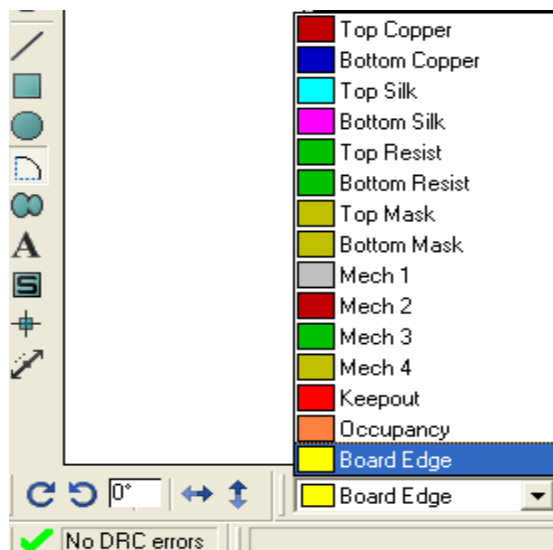 Top Copper
Bottom Copper
Top Silk
Bottom Silk
Top Resist
Bottom Resist
Top Mask
Bottom Mask
Mech 1
Mech 2
Mech 3
Mech 4
Keepout
Occupancy
Board Edge
A
S
0° Board Edge
No DRC errors